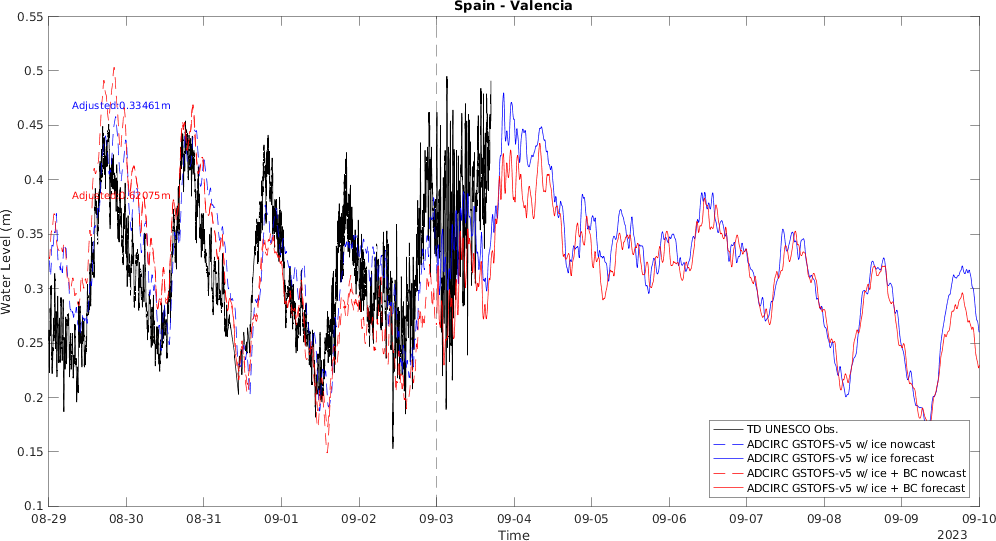 Spain - Valencia
0.55
0.5
0.45
0.4
0.35
0.3
0.25
0.2
0.15
0.1
Water Level (m)
Adjusted:0.33461m
Adjusted:0.62075m
TD UNESCO Obs.
ADCIRC GSTOFS-v5 w/ ice nowcast
ADCIRC GSTOFS-v5 w/ ice forecast
ADCIRC GSTOFS-v5 w/ ice + BC nowcast
ADCIRC GSTOFS-v5 w/ ice + BC forecast
08-29 08-30 08-31 09-01 09-02 09-03 09-04 09-05 09-06 09-07 09-08 09-09 09-10
Time
2023